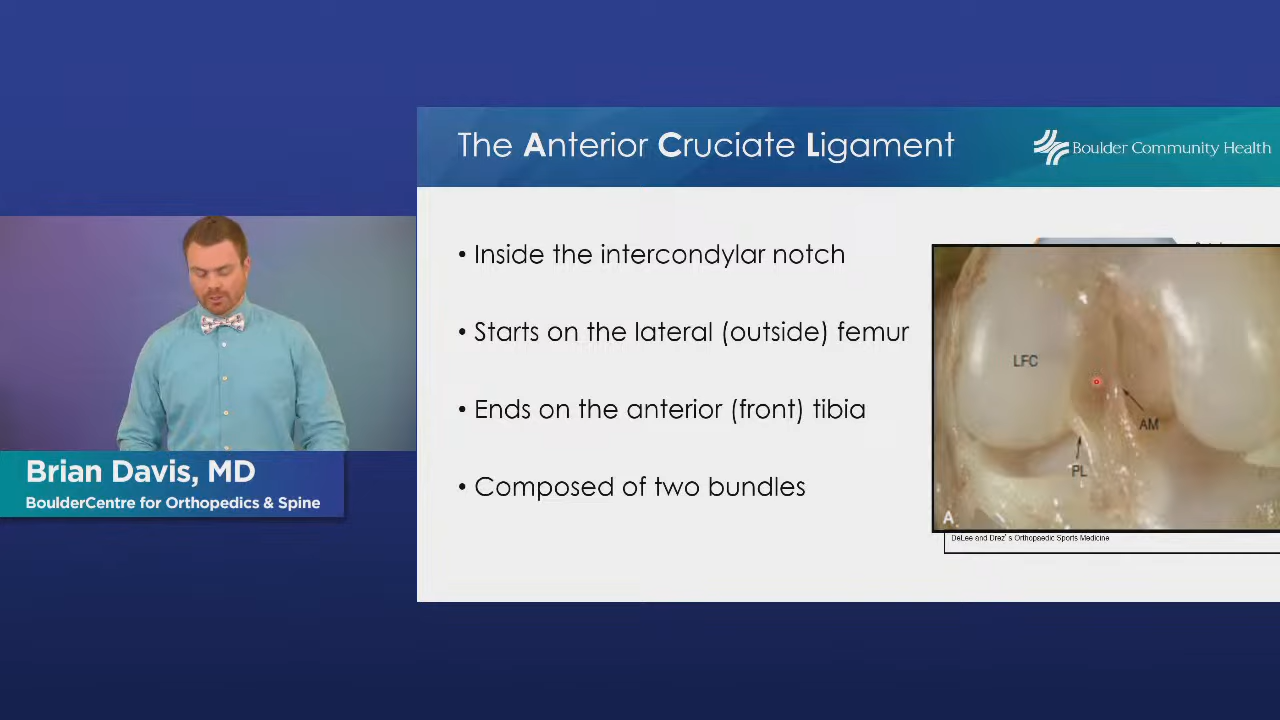 The Anterior Cruciate Ligament
Boulder Community Health
• Inside the intercondylar notch
• Starts on the lateral (outside) femur
• Ends on the anterior (front) tibia
• Composed of two bundles
LFC
AM
PL
A
DeLee and Drez's Orthopaedic Sports Medicine
Brian Davis, MD
BoulderCentre for Orthopedics & Spine